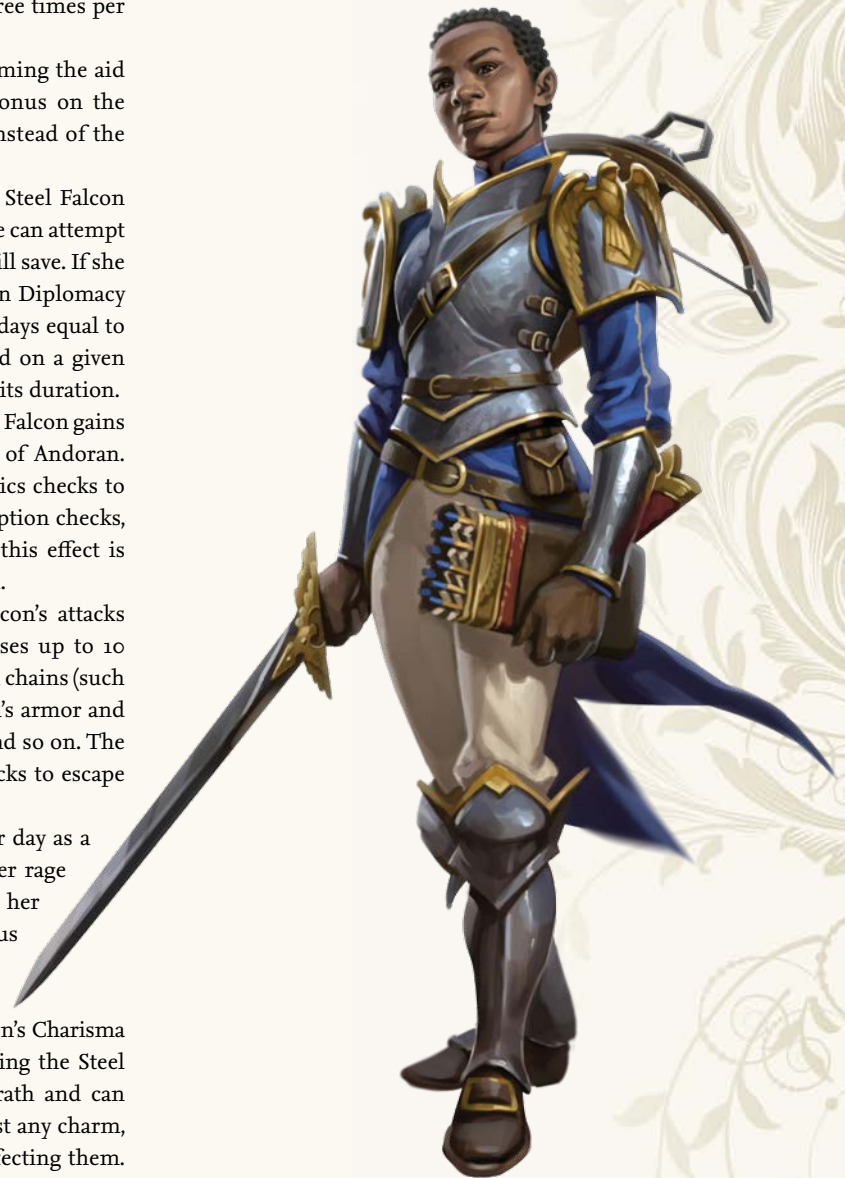 ree times per
ming the aid
onus on the
nstead of the
Steel Falcon
e can attempt
ill save. If she
n Diplomacy
days equal to
d on a given
its duration.
Falcon gains
of Andoran.
ics checks to
ption checks,
this effect is
.
con’s attacks
ses up to 10
chains (such
’s armor and
nd so on. The
cks to escape
r day as a
er rage
her
us
n’s Charisma
ing the Steel
rath and can
st any charm,
fecting them.